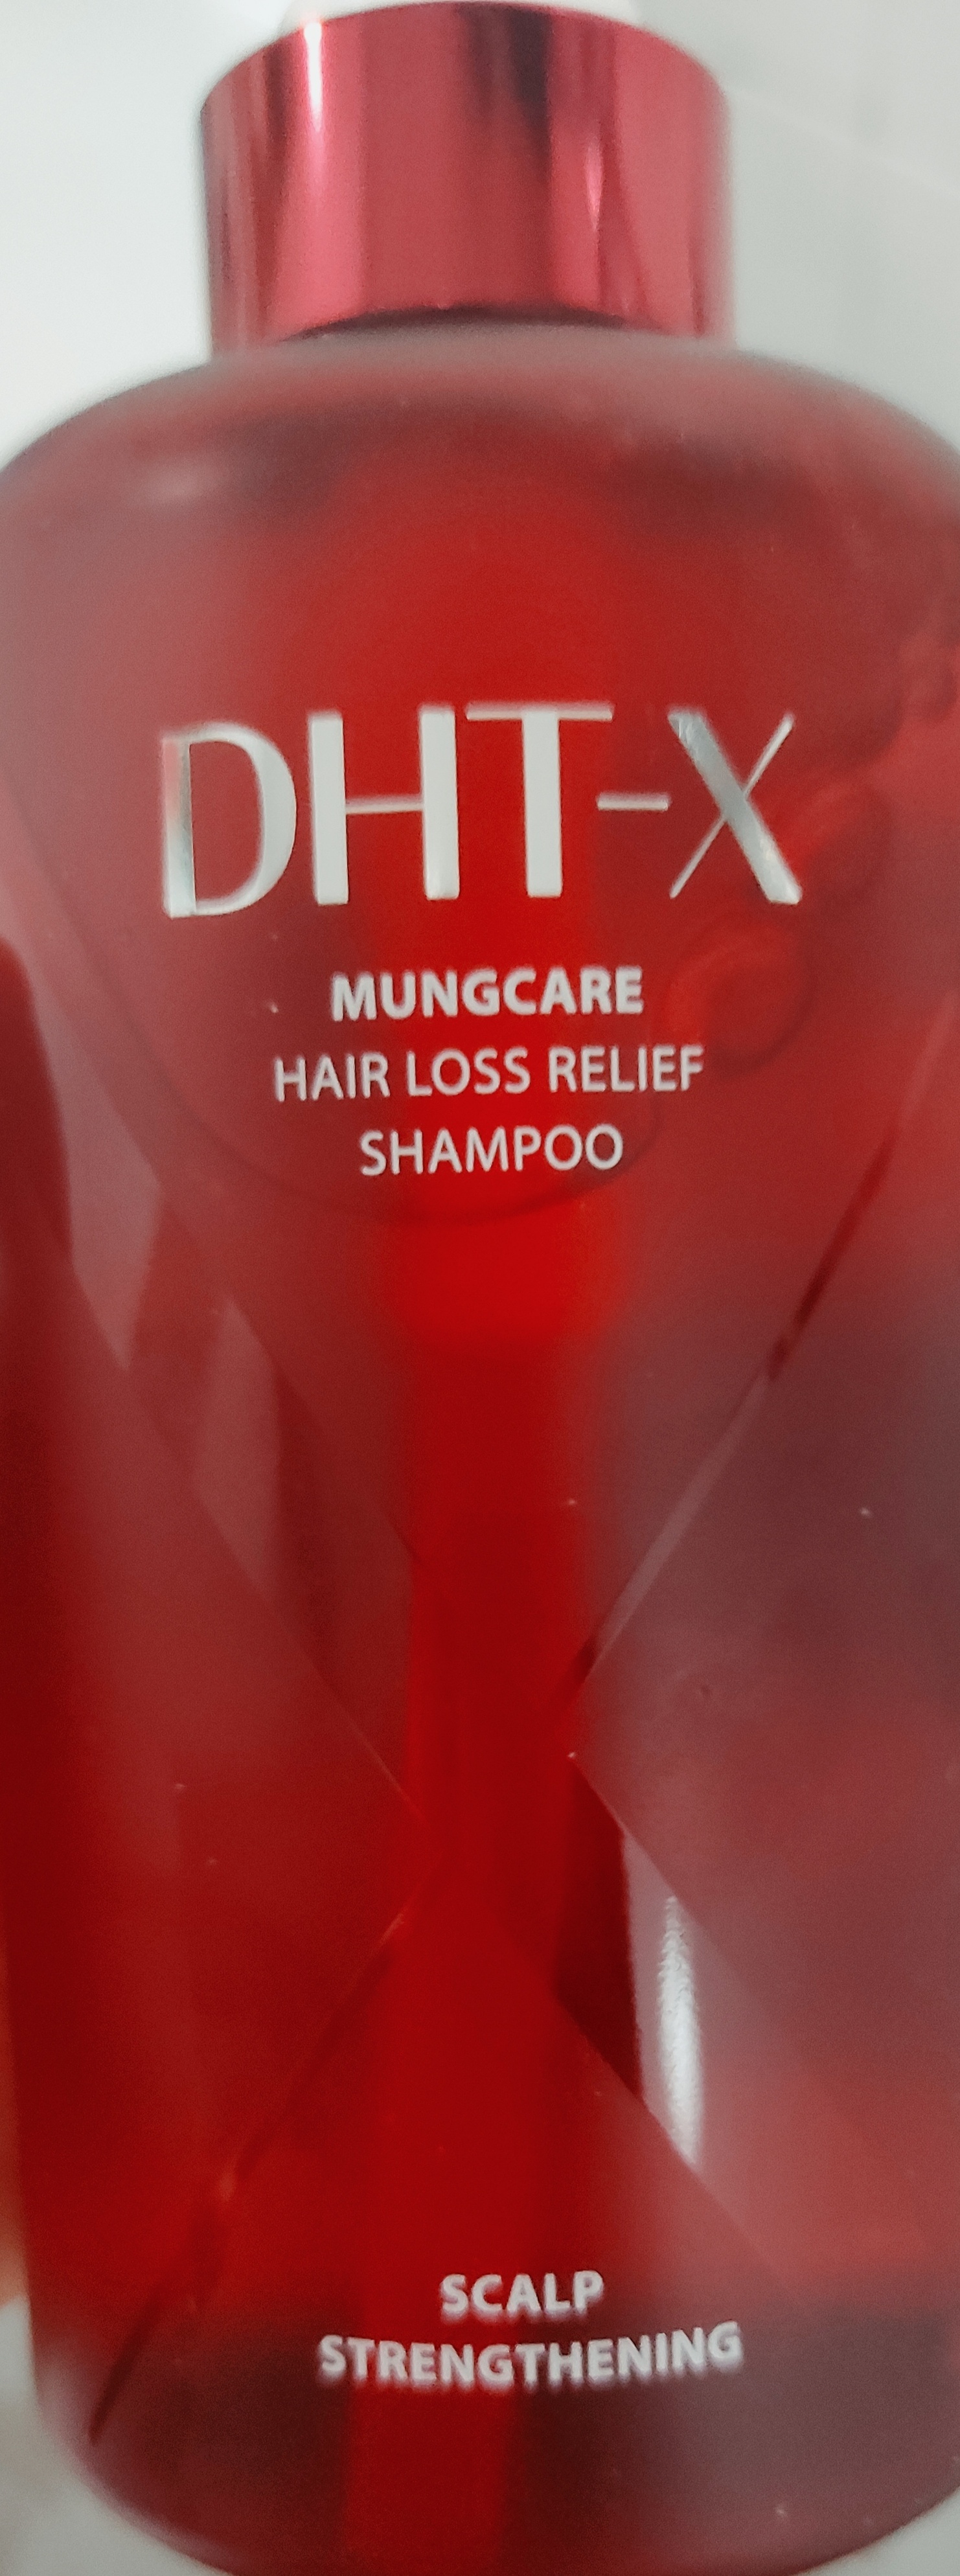 DHT-X
MUNGCARE
HAIR LOSS RELIEF
SHAMPOO
SCALP
STRENGTHENING